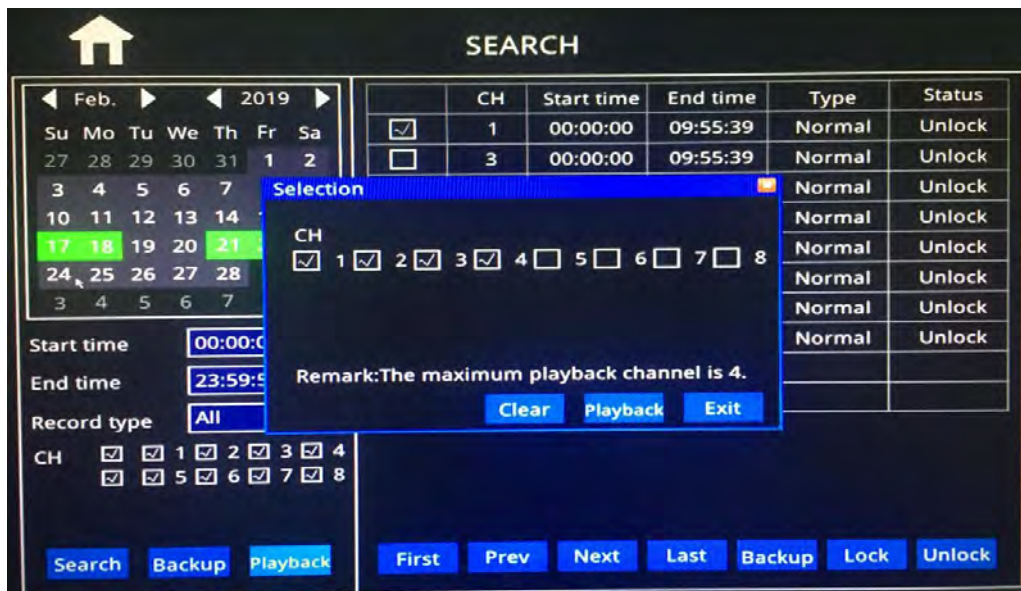 SEARCH
Feb. 2019
Su Mo Tu We Th Fr Sa
27 28 29 30 31 1 2
3 4 5 6 7
10 11 12 13 14
17 18 19 20 21
24 25 26 27 28
3 4 5 6 7
Start time 00:00:0
End time 23:59:5
Record type All
CH 1 2 3 4
5 6 7 8
Search Backup Playback
CH Start time End time Type Status
1 00:00:00 09:55:39 Normal Unlock
3 00:00:00 09:55:39 Normal Unlock
Normal Unlock
Normal Unlock
Normal Unlock
Normal Unlock
Normal Unlock
Normal Unlock
Selection
CH
1 2 3 4 5 6 7 8
Remark:The maximum playback channel is 4.
Clear Playback Exit
First Prev Next Last Backup Lock Unlock